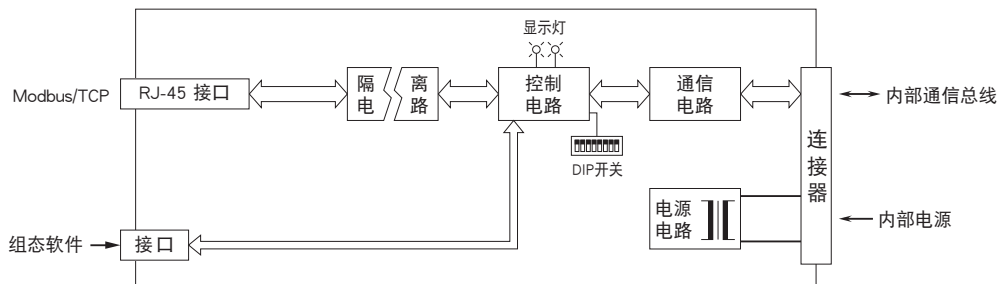 显示灯
Modbus/TCP
RJ-45 接口
隔 离
电 路
控制
电路
通信
电路
内部通信总线
DIP开关
连接器
电源
电路
内部电源
组态软件
接口